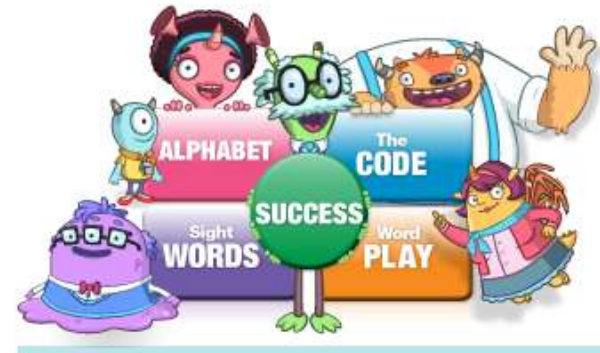 ALPHABET
The
CODE
SUCCESS
Sight
WORDS
Word
PLAY